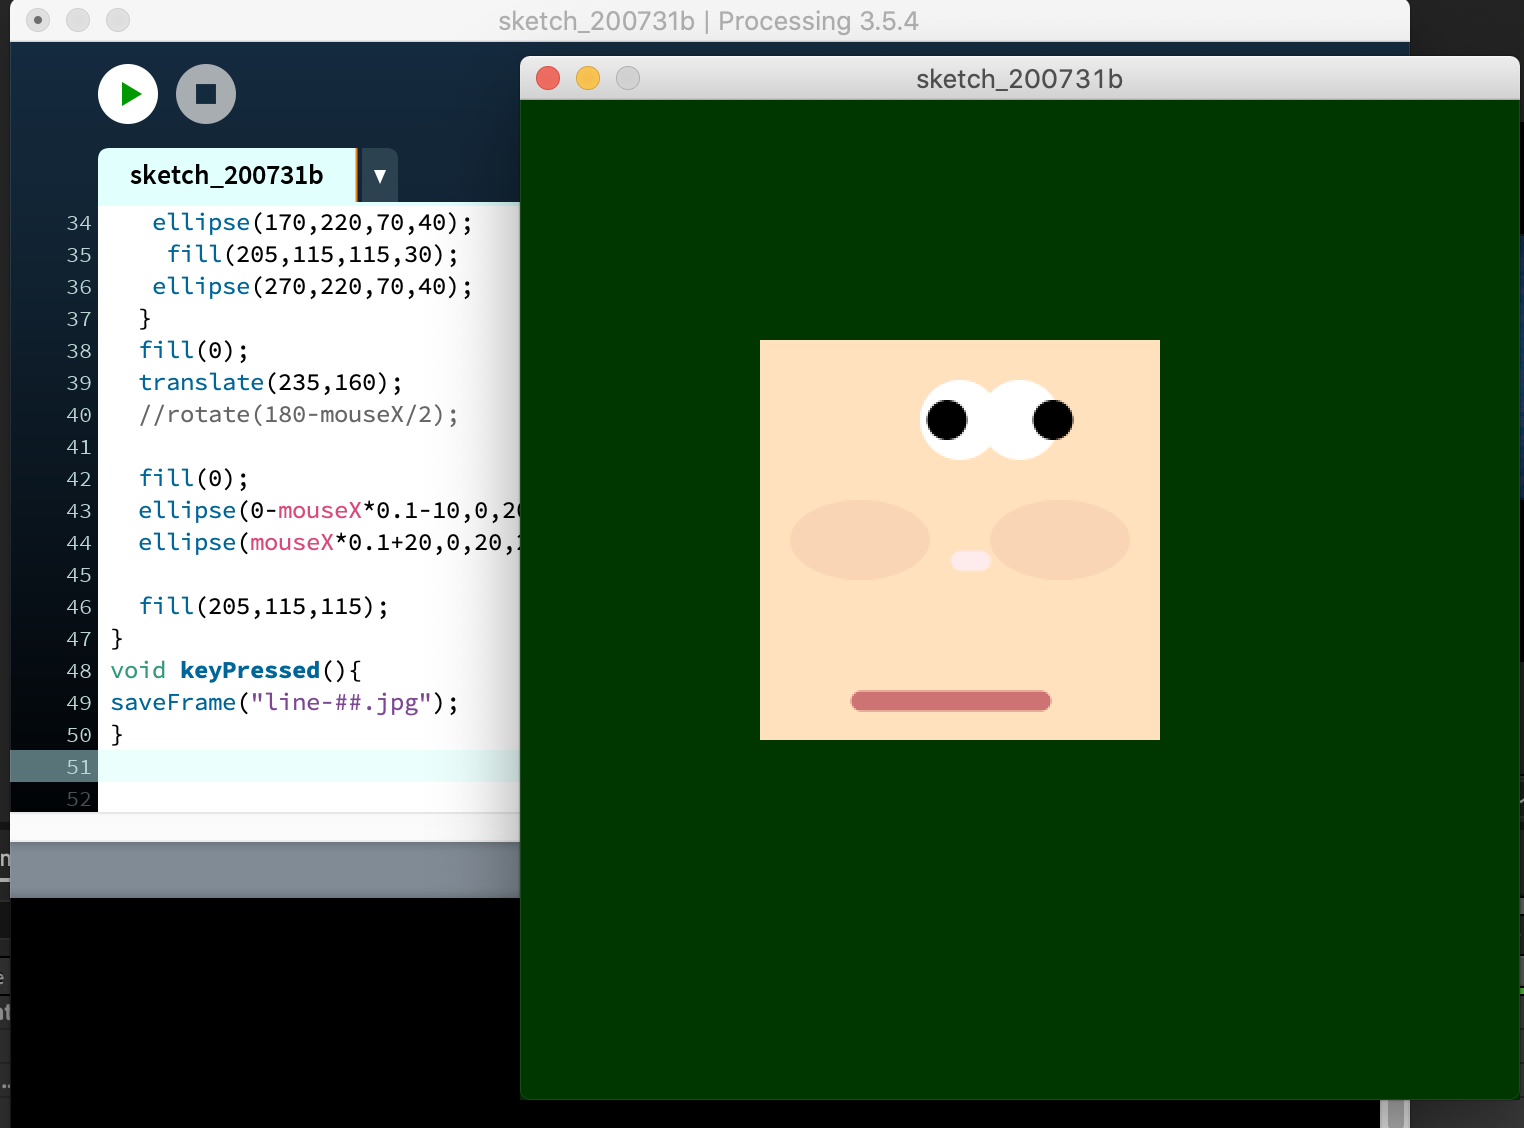 sketch_200731b | Processing 3.5.4
sketch_200731b
sketch_200731b ▼
34 ellipse(170,220,70,40);
35 fill(205,115,115,30);
36 ellipse(270,220,70,40);
37 }
38 fill(0);
39 translate(235,160);
40 //rotate(180-mouseX/2);
41
42 fill(0);
43 ellipse(0-mouseX*0.1-10,0,20
44 ellipse(mouseX*0.1+20,0,20,
45
46 fill(205,115,115);
47 }
48 void keyPressed(){
49 saveFrame("line-##.jpg");
50 }
51
52